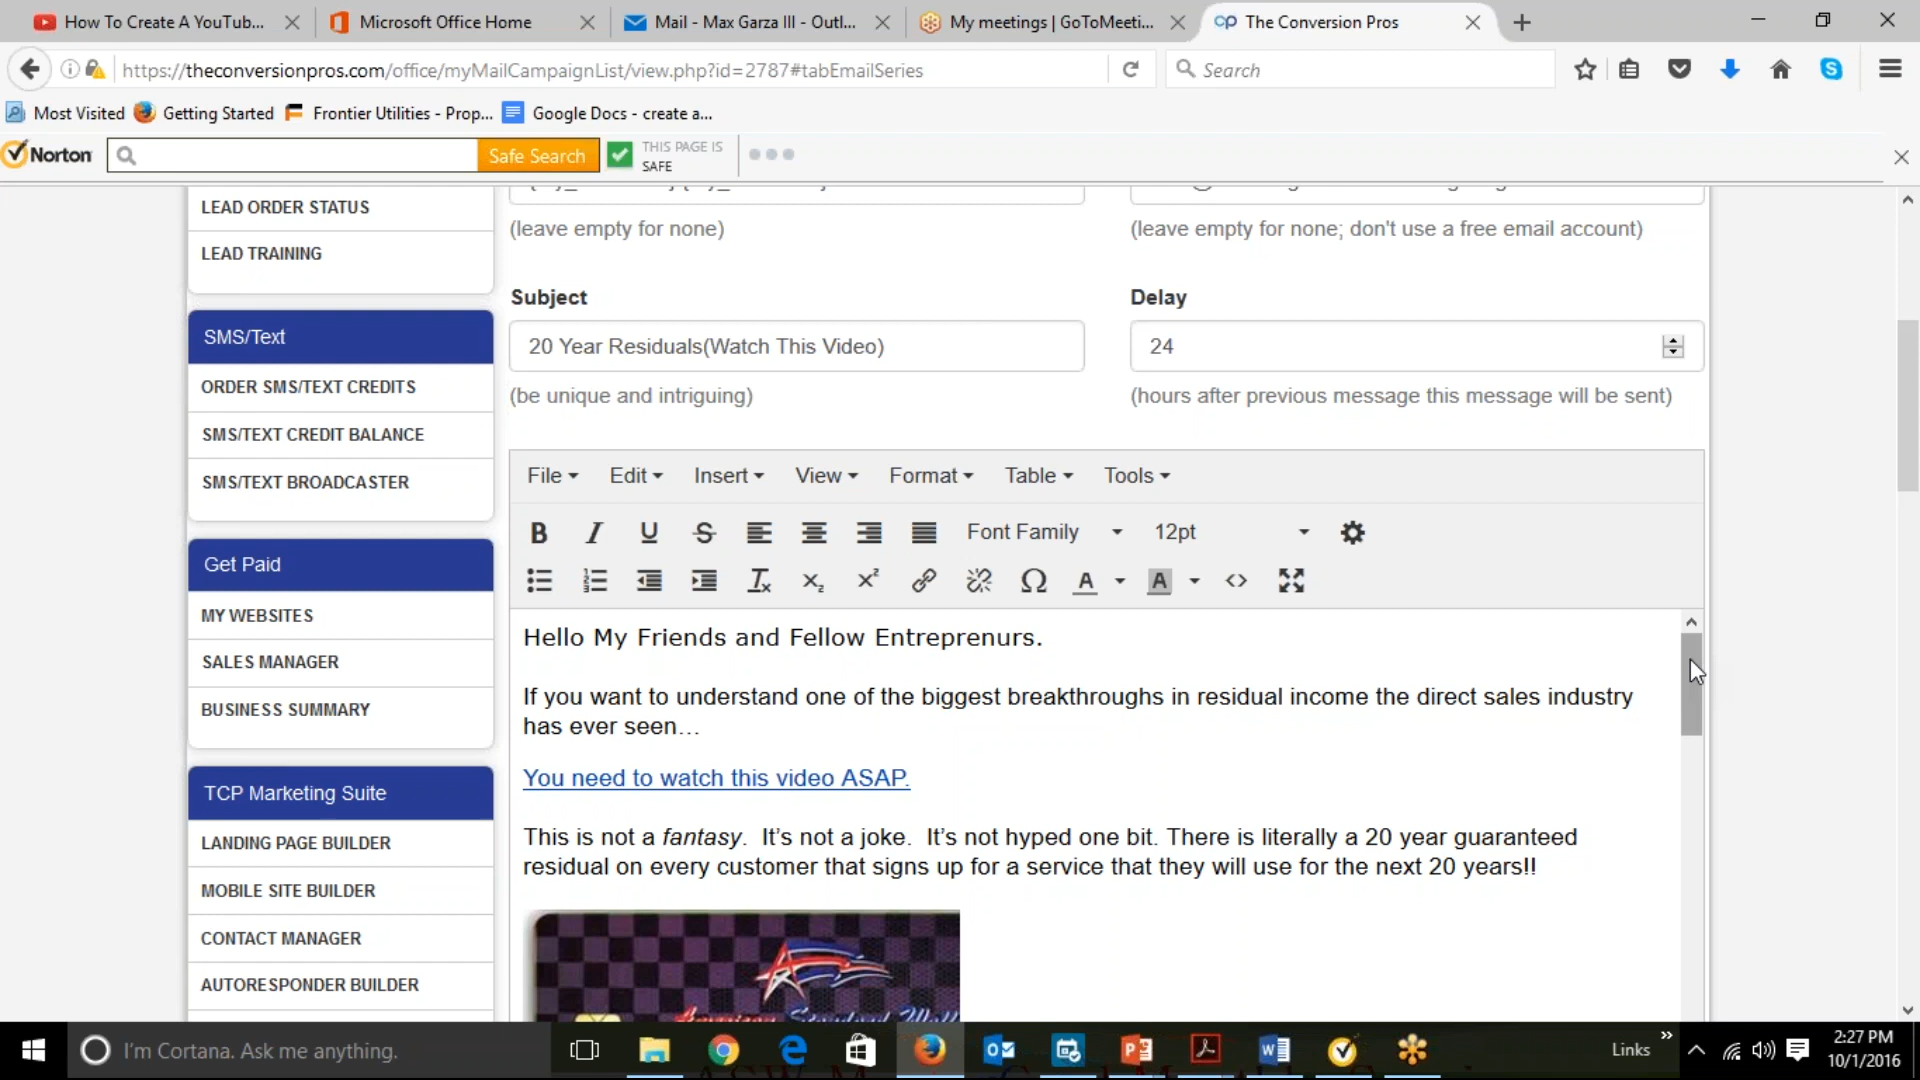 How To Create A YouTub...
Microsoft Office Home
Mail - Max Garza III - Outl...
My meetings | GoToMeeti...
cp The Conversion Pros
https://theconversionpros.com/office/myMailCampaignList/view.php?id=2787#tabEmailSeries
Search
Most Visited
Getting Started
Frontier Utilities - Prop...
Google Docs - create a...
Norton
Safe Search
THIS PAGE IS
SAFE
LEAD ORDER STATUS
LEAD TRAINING
SMS/Text
ORDER SMS/TEXT CREDITS
SMS/TEXT CREDIT BALANCE
SMS/TEXT BROADCASTER
Get Paid
MY WEBSITES
SALES MANAGER
BUSINESS SUMMARY
TCP Marketing Suite
LANDING PAGE BUILDER
MOBILE SITE BUILDER
CONTACT MANAGER
AUTORESPONDER BUILDER
(leave empty for none)
(leave empty for none; don't use a free email account)
Subject
Delay
20 Year Residuals(Watch This Video)
24
(be unique and intriguing)
(hours after previous message this message will be sent)
File Edit Insert View Format Table Tools
Font Family 12pt
Hello My Friends and Fellow Entreprenurs.
If you want to understand one of the biggest breakthroughs in residual income the direct sales industry
has ever seen…
You need to watch this video ASAP.
This is not a fantasy.  It’s not a joke.  It’s not hyped one bit. There is literally a 20 year guaranteed
residual on every customer that signs up for a service that they will use for the next 20 years!!
I'm Cortana. Ask me anything.
Links
2:27 PM
10/1/2016